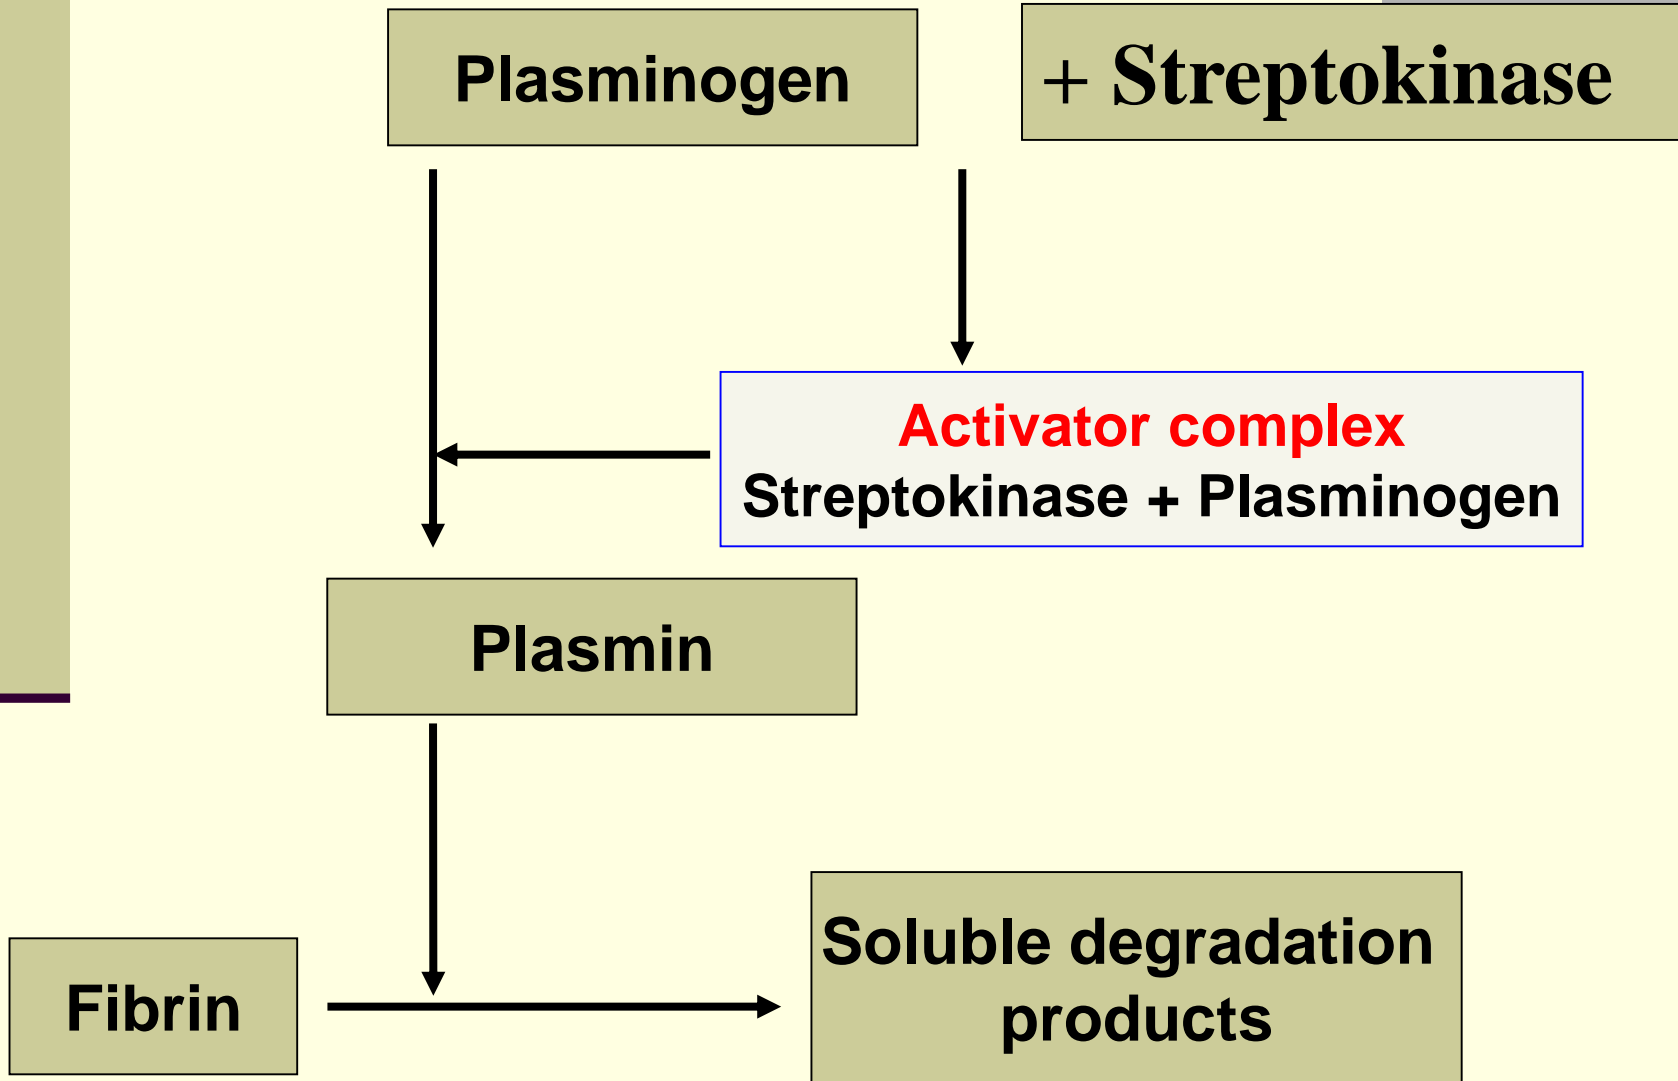 Plasminogen
+ Streptokinase
Activator complex
Streptokinase + Plasminogen
Plasmin
Fibrin
Soluble degradation
products